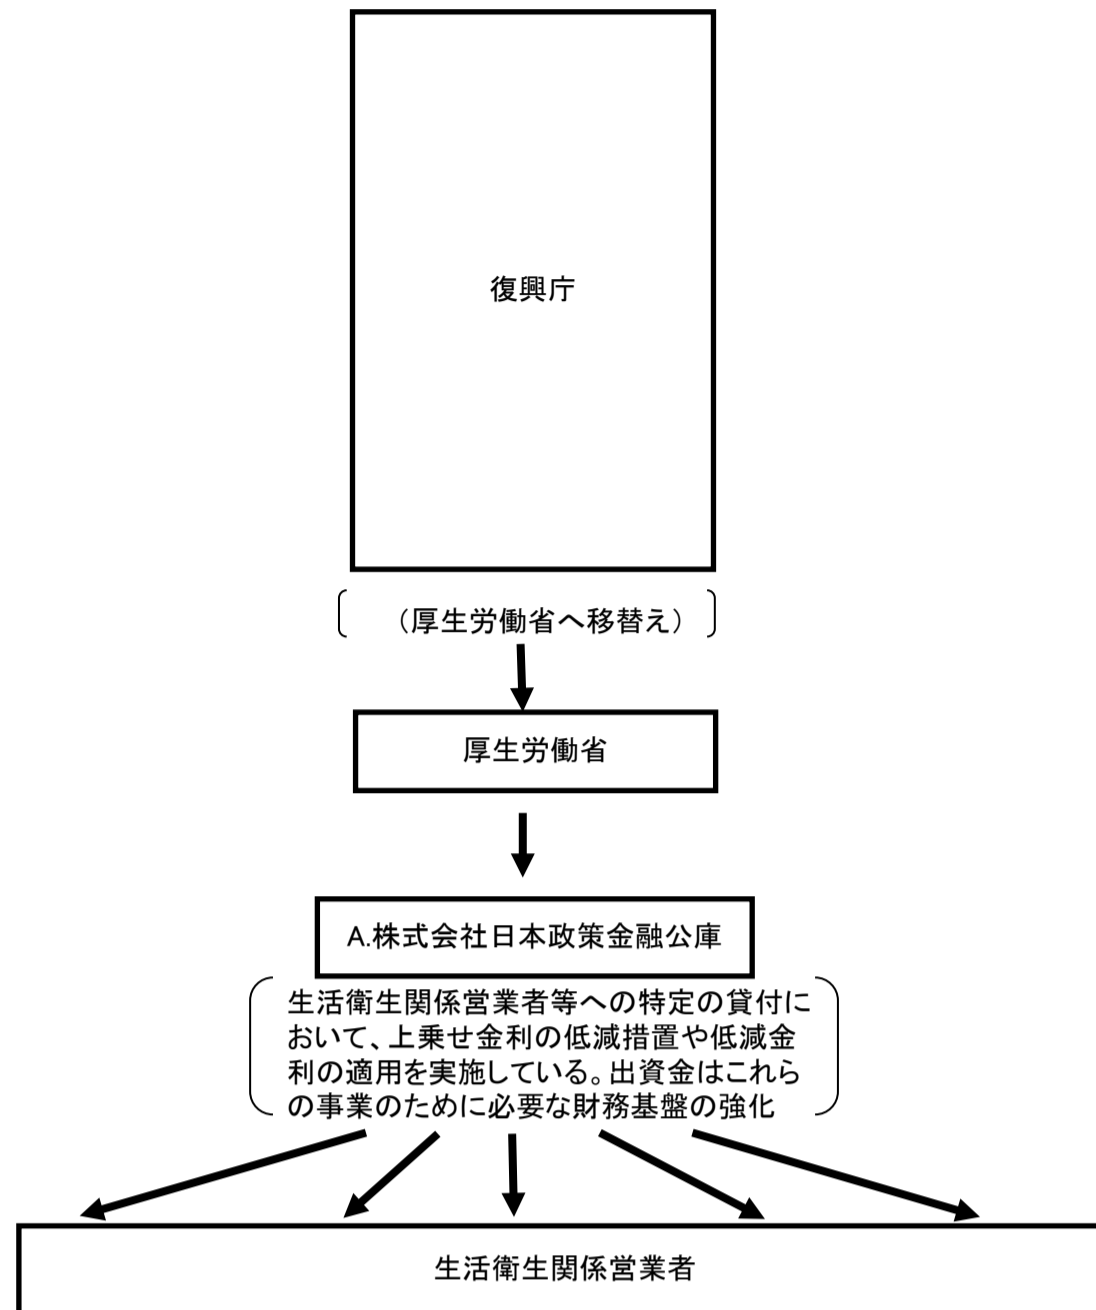 復興庁
(厚生労働省へ移替え)
厚生労働省
A.株式会社日本政策金融公庫
生活衛生関係営業者等への特定の貸付に
おいて、上乗せ金利の低減措置や低減金
利の適用を実施している。出資金はこれら
の事業のために必要な財務基盤の強化
生活衛生関係営業者